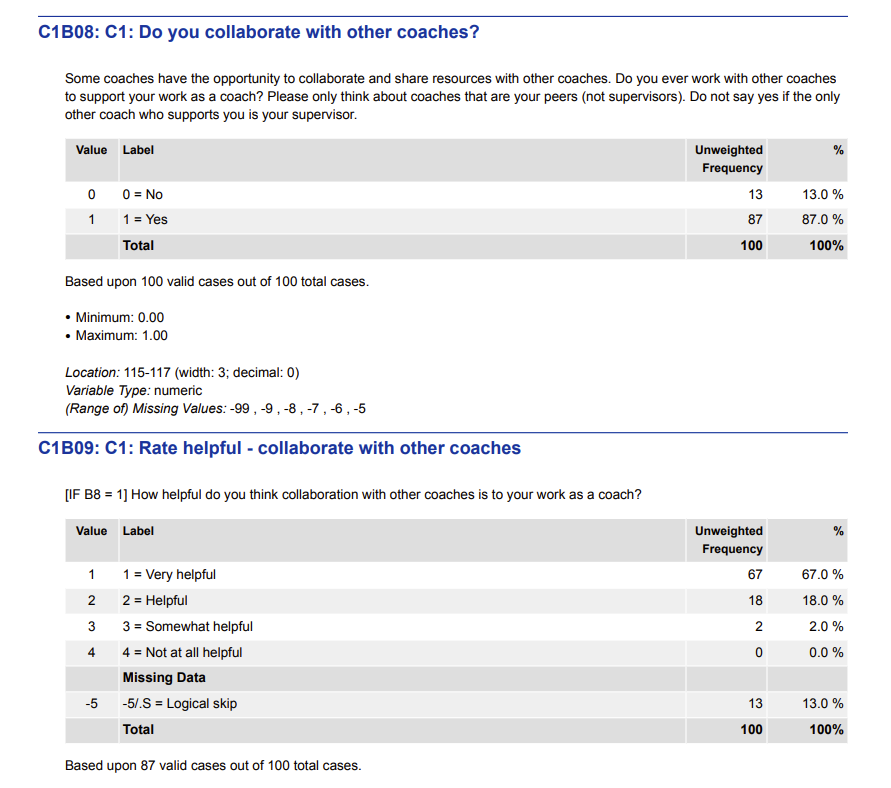 C1B08: C1: Do you collaborate with other coaches?
Some coaches have the opportunity to collaborate and share resources with other coaches. Do you ever work with other coaches
to support your work as a coach? Please only think about coaches that are your peers (not supervisors). Do not say yes if the only
other coach who supports you is your supervisor.
Value Label Unweighted Frequency %
0 0 = No 13 13.0 %
1 1 = Yes 87 87.0 %
Total 100 100%
Based upon 100 valid cases out of 100 total cases.
• Minimum: 0.00
• Maximum: 1.00
Location: 115-117 (width: 3; decimal: 0)
Variable Type: numeric
(Range of) Missing Values: -99 , -9 , -8 , -7 , -6 , -5
C1B09: C1: Rate helpful - collaborate with other coaches
[IF B8 = 1] How helpful do you think collaboration with other coaches is to your work as a coach?
Value Label Unweighted Frequency %
1 1 = Very helpful 67 67.0 %
2 2 = Helpful 18 18.0 %
3 3 = Somewhat helpful 2 2.0 %
4 4 = Not at all helpful 0 0.0 %
Missing Data
-5 -5/.S = Logical skip 13 13.0 %
Total 100 100%
Based upon 87 valid cases out of 100 total cases.